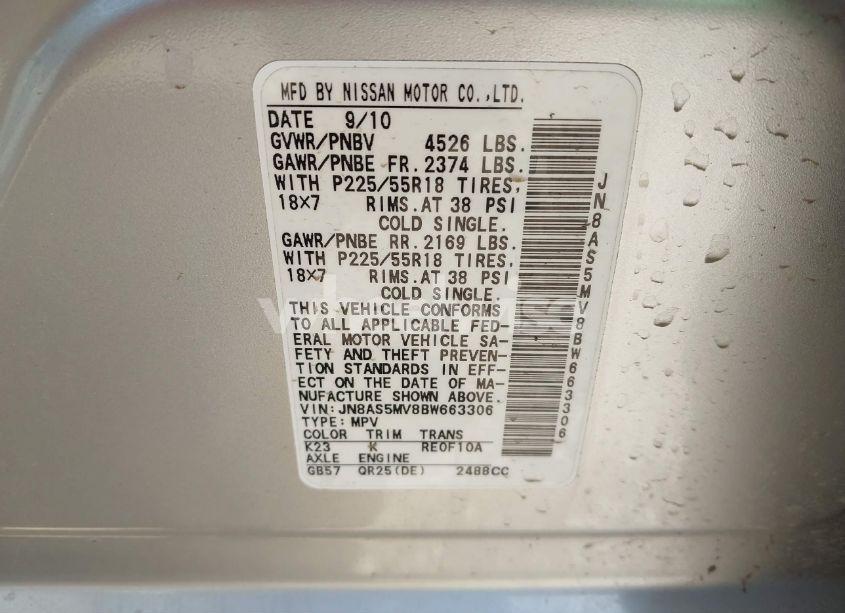 MFD BY NISSAN MOTOR CO.,LTD.
DATE 9/10
GVWR/PNBV 4526 LBS.
GAWR/PNBE FR. 2374 LBS.
WITH P225/55R18 TIRES,
18×7 RIMS.AT 38 PSI
COLD SINGLE.
GAWR/PNBE RR. 2169 LBS.
WITH P225/55R18 TIRES,
18×7 RIMS.AT 38 PSI
COLD SINGLE.
THIS VEHICLE CONFORMS
TO ALL APPLICABLE FED-
ERAL MOTOR VEHICLE SA-
FETY AND THEFT PREVEN-
TION STANDARDS IN EFF-
ECT ON THE DATE OF MA-
NUFACTURE SHOWN ABOVE.
VIN:JN8AS5MV8BW663306
TYPE:MPV
COLOR TRIM TRANS
K23 K RE0F10A
AXLE ENGINE
GB57 QR25(DE) 2488CC
JN8AS5MV8BW663306